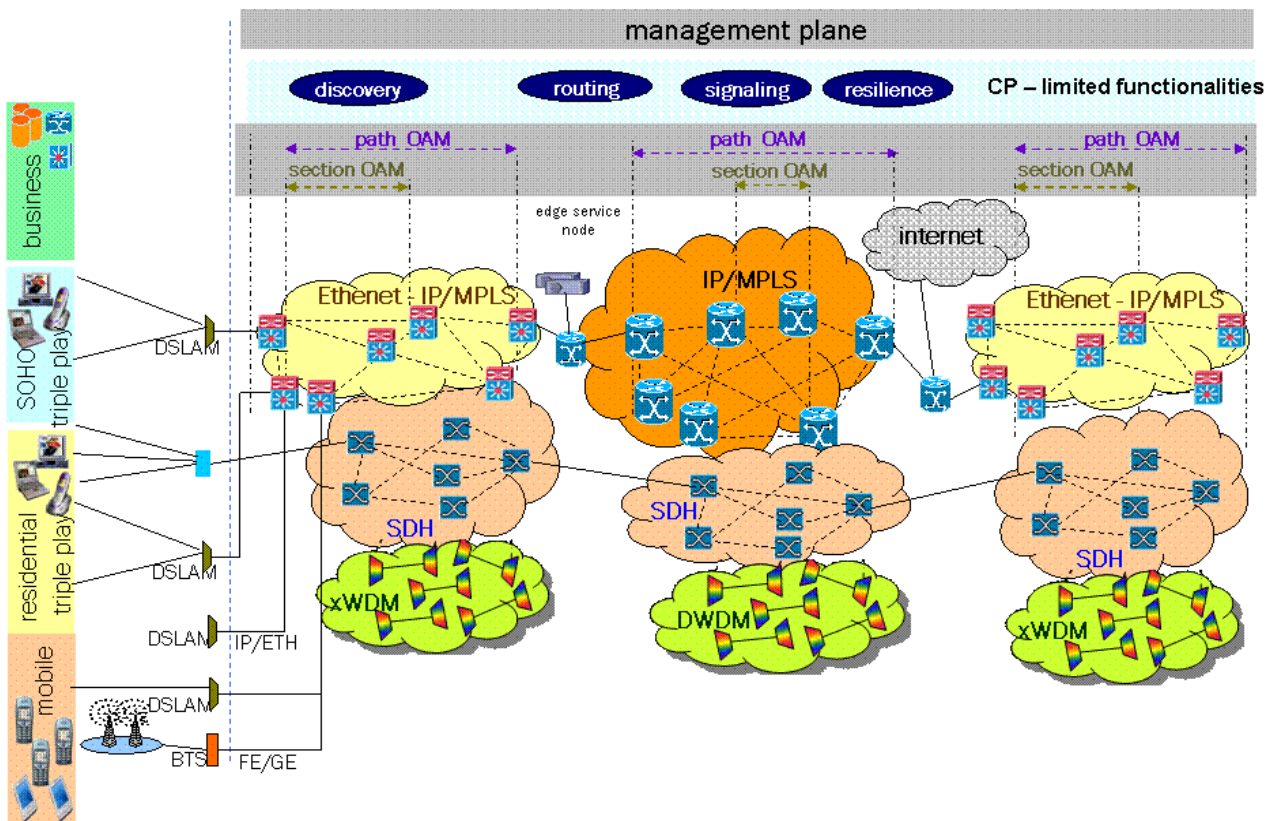 management plane
discovery
routing
signaling
resilience
CP – limited functionalities
path OAM
path OAM
path OAM
section OAM
section OAM
section OAM
business
SOHO
triple play
residential
triple play
mobile
edge service
node
internet
Ethenet - IP/MPLS
IP/MPLS
Ethenet - IP/MPLS
DSLAM
SDH
SDH
SDH
DSLAM
xWDM
DWDM
xWDM
DSLAM
IP/ETH
DSLAM
BTS
FE/GE